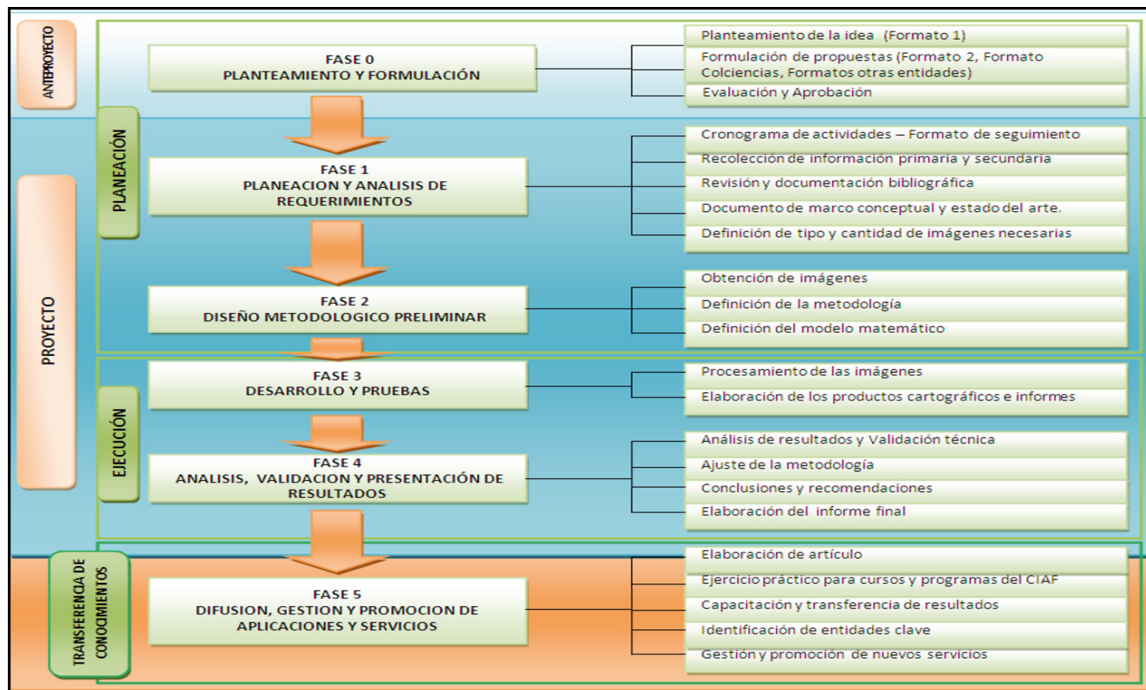 ANTEPROYECTO
FASE 0
PLANTEAMIENTO Y FORMULACIÓN
Planteamiento de la idea (Formato 1)
Formulación de propuestas (Formato 2, Formato
Colciencias, Formatos otras entidades)
Evaluación y Aprobación
PROYECTO
PLANEACIÓN
FASE 1
PLANEACION Y ANALISIS DE
REQUERIMIENTOS
Cronograma de actividades – Formato de seguimiento
Recolección de información primaria y secundaria
Revisión y documentación bibliográfica
Documento de marco conceptual y estado del arte.
Definición de tipo y cantidad de imágenes necesarias
FASE 2
DISEÑO METODOLOGICO PRELIMINAR
Obtención de imágenes
Definición de la metodología
Definición del modelo matemático
EJECUCIÓN
FASE 3
DESARROLLO Y PRUEBAS
Procesamiento de las imágenes
Elaboración de los productos cartográficos e informes
FASE 4
ANALISIS, VALIDACION Y PRESENTACIÓN DE
RESULTADOS
Análisis de resultados y Validación técnica
Ajuste de la metodología
Conclusiones y recomendaciones
Elaboración del informe final
TRANSFERENCIA DE
CONOCIMIENTOS
FASE 5
DIFUSION, GESTION Y PROMOCION DE
APLICACIONES Y SERVICIOS
Elaboración de artículo
Ejercicio práctico para cursos y programas del CIAF
Capacitación y transferencia de resultados
Identificación de entidades clave
Gestión y promoción de nuevos servicios